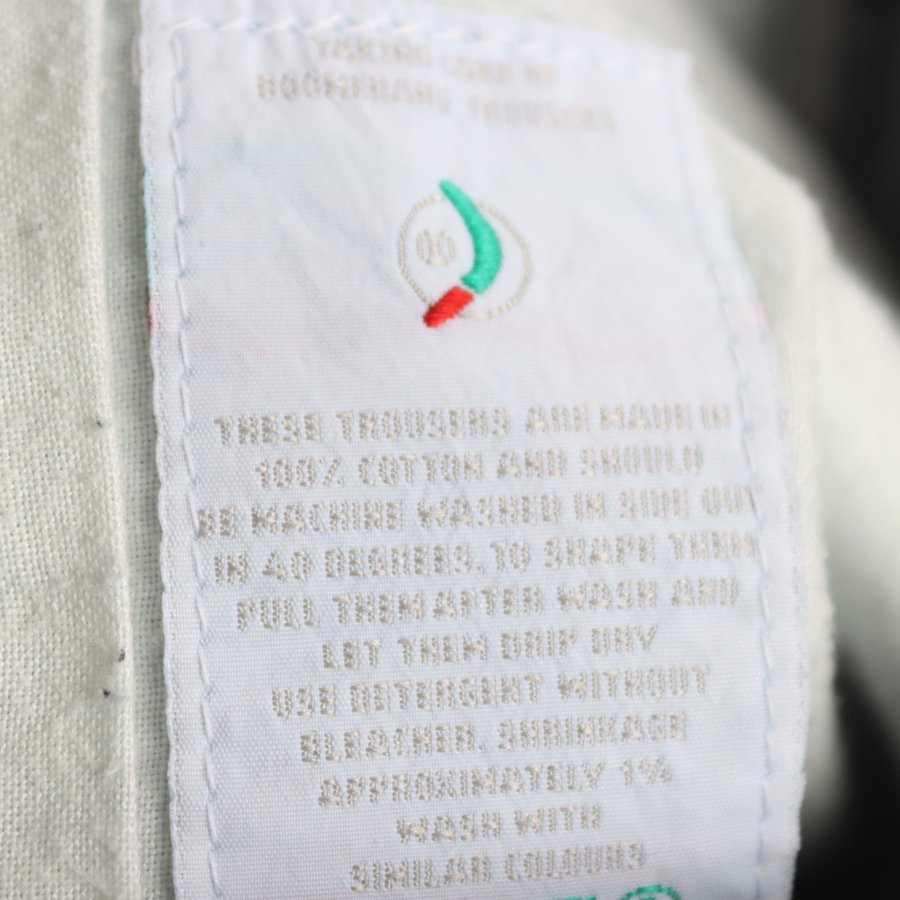 TAKING CARE OF
BOOMERANG TROUSERS
THESE TROUSERS ARE MADE IN
100% COTTON AND SHOULD
BE MACHINE WASHED IN SIDE OUT
IN 40 DEGREES. TO SHAPE THEM
PULL THEM AFTER WASH AND
LET THEM DRIP DRY
USE DETERGENT WITHOUT
BLEACHER. SHRINKAGE
APPROXIMATELY 1%
WASH WITH
SIMILAR COLOURS